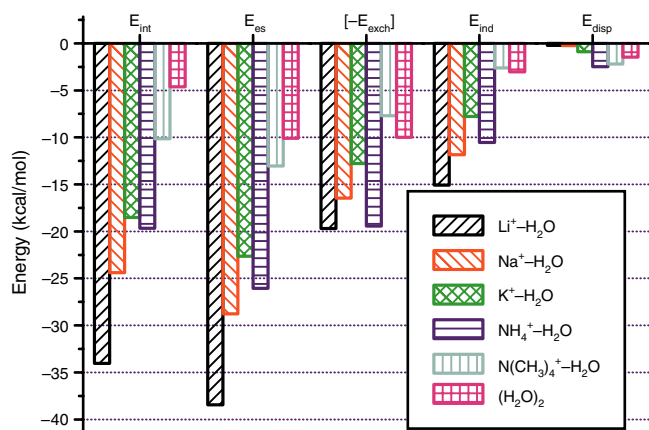 E_int E_es [−E_exch] E_ind E_disp
0
−5
−10
−15
−20
−25
−30
−35
−40
Energy (kcal/mol)
Li⁺–H₂O
Na⁺–H₂O
K⁺–H₂O
NH₄⁺–H₂O
N(CH₃)₄⁺–H₂O
(H₂O)₂